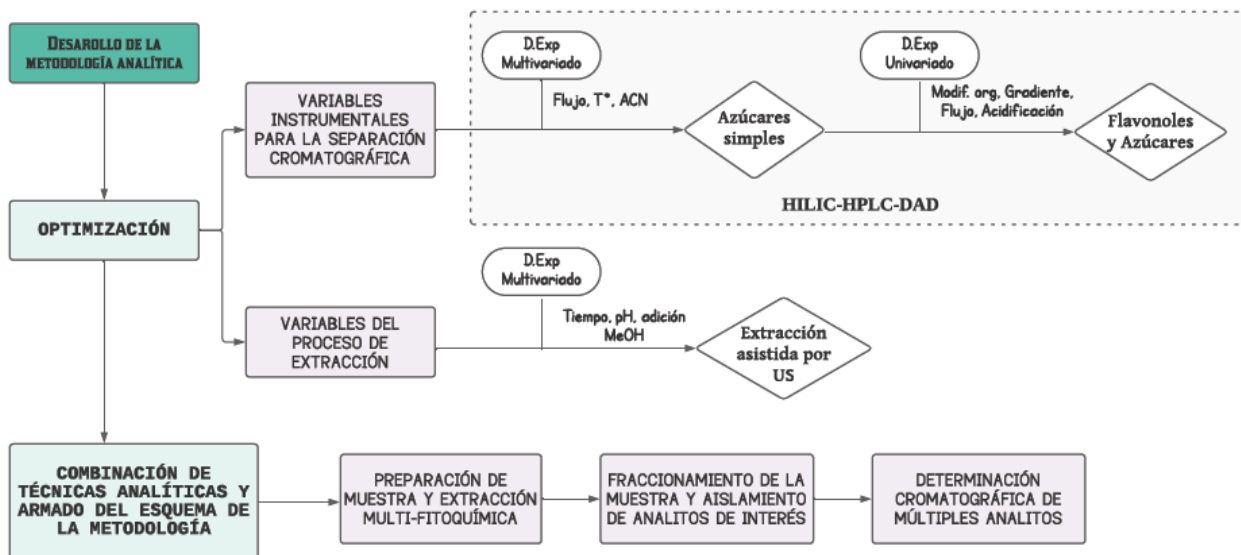 DESAROLLO DE LA
METODOLOGÍA ANALÍTICA
D.Exp
Multivariado
D.Exp
Univariado
VARIABLES
INSTRUMENTALES
PARA LA SEPARACIÓN
CROMATOGRÁFICA
Flujo, Tª, ACN
Azúcares
simples
Modif. org, Gradiente,
Flujo, Acidificación
Flavonoles
y Azúcares
HILIC-HPLC-DAD
OPTIMIZACIÓN
D.Exp
Multivariado
VARIABLES DEL
PROCESO DE
EXTRACCIÓN
Tiempo, pH, adición
MeOH
Extracción
asistida por
US
COMBINACIÓN DE
TÉCNICAS ANALÍTICAS Y
ARMADO DEL ESQUEMA DE
LA METODOLOGÍA
PREPARACIÓN DE
MUESTRA Y EXTRACCIÓN
MULTI-FITOQUÍMICA
FRACCIONAMIENTO DE LA
MUESTRA Y AISLAMIENTO
DE ANALITOS DE INTERÉS
DETERMINACIÓN
CROMATOGRÁFICA DE
MÚLTIPLES ANALITOS